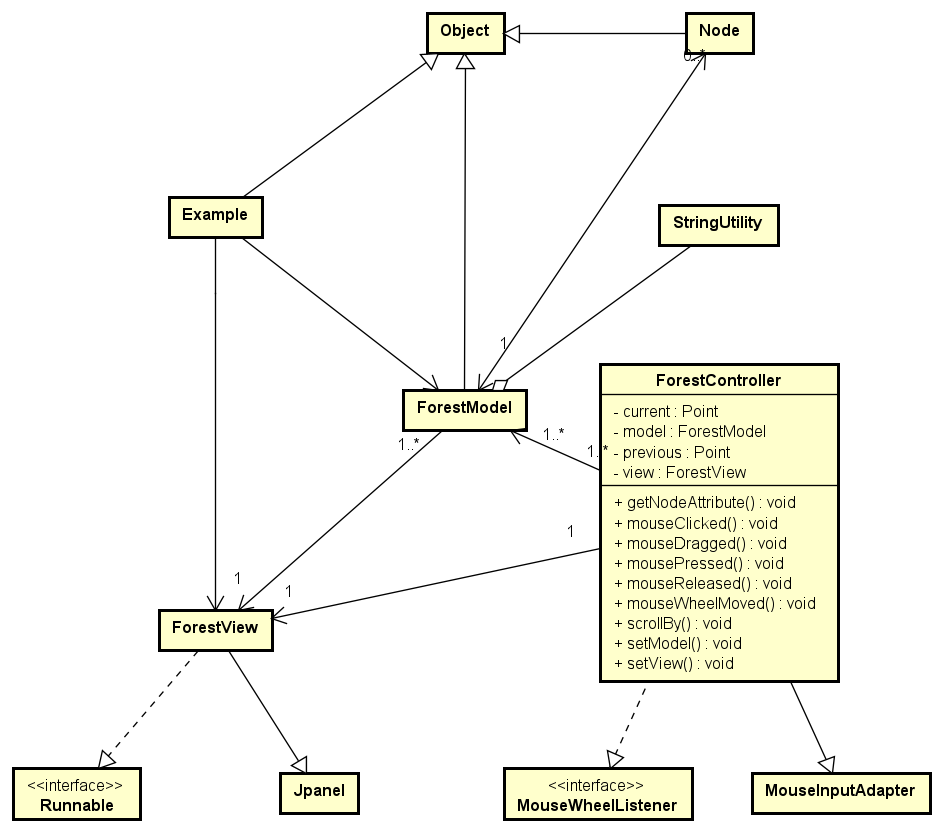 Object
Node
0..*
Example
StringUtility
1
ForestModel
1..*
1..*
1..*
ForestController
- current : Point
- model : ForestModel
- previous : Point
- view : ForestView
+ getNodeAttribute() : void
+ mouseClicked() : void
+ mouseDragged() : void
+ mousePressed() : void
+ mouseReleased() : void
+ mouseWheelMoved() : void
+ scrollBy() : void
+ setModel() : void
+ setView() : void
1
1
1
ForestView
<<interface>>
Runnable
Jpanel
<<interface>>
MouseWheelListener
MouseInputAdapter